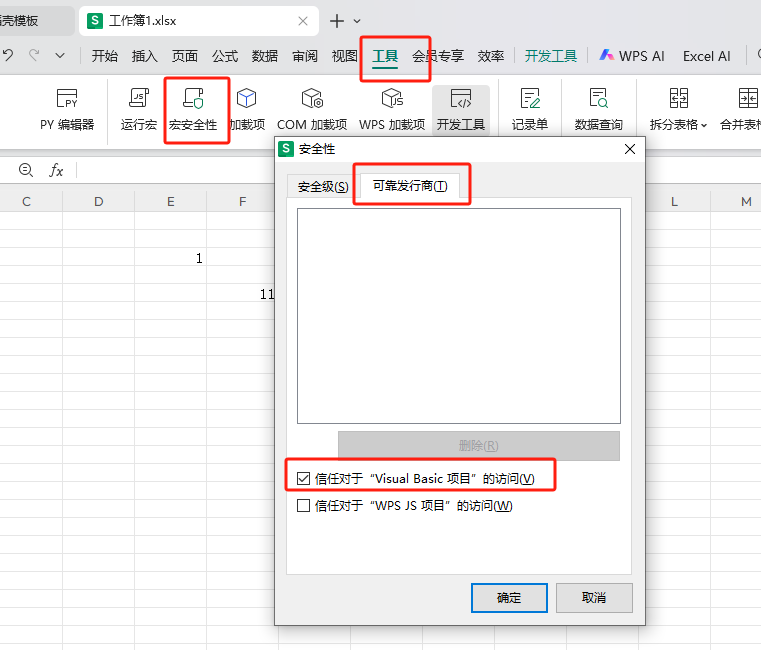 壳模板
S 工作簿1.xlsx
开始 插入 页面 公式 数据 审阅 视图 工具 会员专享 效率 开发工具 WPS AI Excel AI
PY 编辑器 运行宏 宏安全性 加载项 COM 加载项 WPS 加载项 开发工具 记录单 数据查询 拆分表格 合并表
fx
C D E F L M
1
11
S 安全性
安全级(S) 可靠发行商(T)
删除(R)
信任对于“Visual Basic 项目”的访问(V)
信任对于“WPS JS 项目”的访问(W)
确定 取消